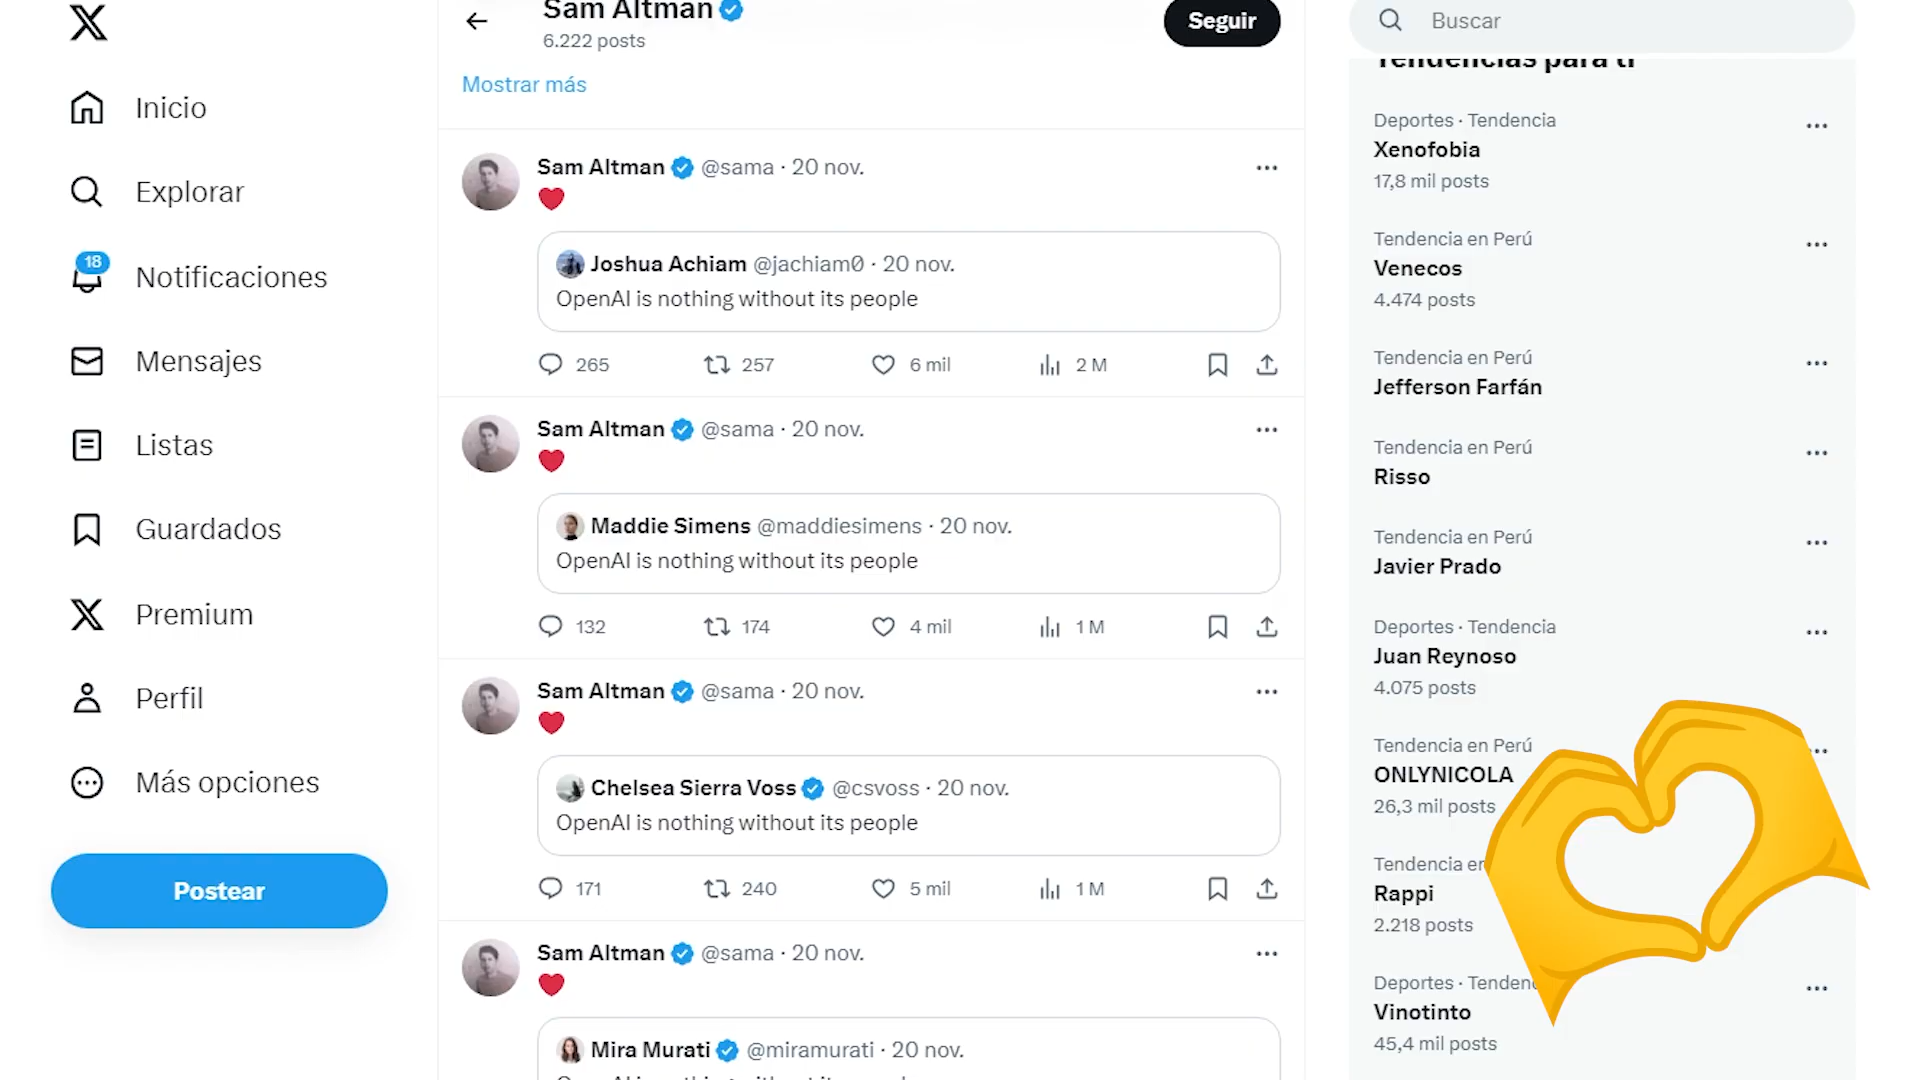 Inicio
Explorar
18
Notificaciones
Mensajes
Listas
Guardados
Premium
Perfil
Más opciones
Postear
Sam Altman
6.222 posts
Seguir
Mostrar más
Sam Altman @sama · 20 nov.
Joshua Achiam @jachiam0 · 20 nov.
OpenAI is nothing without its people
265 257 6 mil 2 M
Sam Altman @sama · 20 nov.
Maddie Simens @maddiesimens · 20 nov.
OpenAI is nothing without its people
132 174 4 mil 1 M
Sam Altman @sama · 20 nov.
Chelsea Sierra Voss @csvoss · 20 nov.
OpenAI is nothing without its people
171 240 5 mil 1 M
Sam Altman @sama · 20 nov.
Mira Murati @miramurati · 20 nov.
Buscar
Tendencias para ti
Deportes · Tendencia
Xenofobia
17,8 mil posts
Tendencia en Perú
Venecos
4.474 posts
Tendencia en Perú
Jefferson Farfán
Tendencia en Perú
Risso
Tendencia en Perú
Javier Prado
Deportes · Tendencia
Juan Reynoso
4.075 posts
Tendencia en Perú
ONLYNICOLA
26,3 mil posts
Tendencia
Rappi
2.218 posts
Deportes ·
Vinotinto
45,4 mil posts